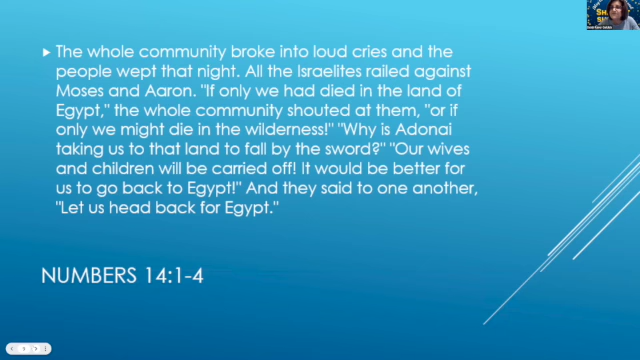 The whole community broke into loud cries and the
people wept that night. All the Israelites railed against
Moses and Aaron. "If only we had died in the land of
Egypt," the whole community shouted at them, "or if
only we might die in the wilderness!" "Why is Adonai
taking us to that land to fall by the sword?" "Our wives
and children will be carried off! It would be better for
us to go back to Egypt!" And they said to one another,
"Let us head back for Egypt."
NUMBERS 14:1-4